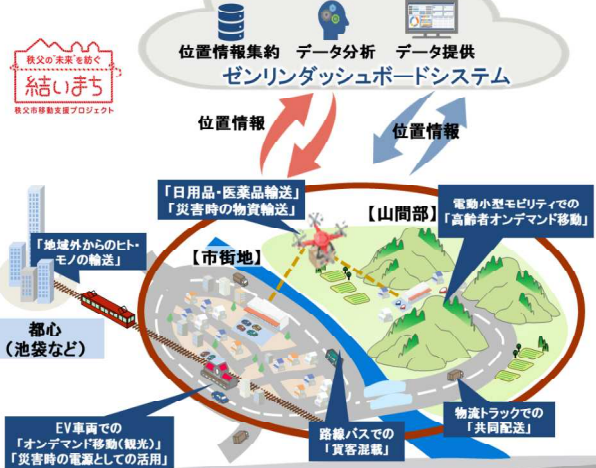 位置情報集約 データ分析 データ提供
ゼンリンダッシュボードシステム
秩父の"未来"を紡ぐ
結いまち
秩父市移動支援プロジェクト
位置情報
位置情報
「日用品・医薬品輸送」
「災害時の物資輸送」
【山間部】
電動小型モビリティでの
「高齢者オンデマンド移動」
「地域外からのヒト・
モノの輸送」
【市街地】
都心
(池袋など)
EV車両での
「オンデマンド移動(観光)」
「災害時の電源としての活用」
路線バスでの
「貨客混載」
物流トラックでの
「共同配送」